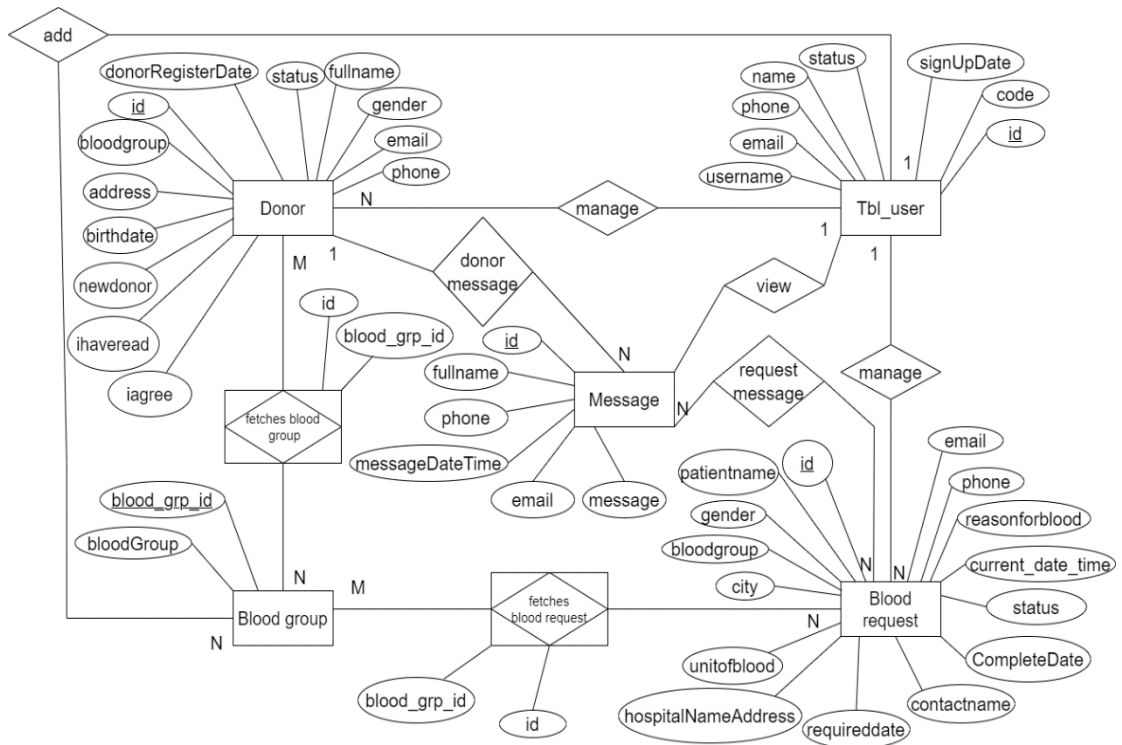 add
donorRegisterDate
status
fullname
id
gender
bloodgroup
email
address
phone
birthdate
newdonor
ihaveread
iagree
Donor
N
manage
1
M
donor
message
name
status
signUpDate
phone
code
email
id
username
1
Tbl_user
1
1
view
id
blood_grp_id
fetches blood
group
id
fullname
phone
messageDateTime
email
message
N
Message
N
request
message
manage
blood_grp_id
bloodGroup
N
M
N
Blood group
fetches
blood request
blood_grp_id
id
id
patientname
gender
bloodgroup
city
N
N
N
email
phone
reasonforblood
current_date_time
status
CompleteDate
contactname
requireddate
hospitalNameAddress
unitofblood
Blood
request